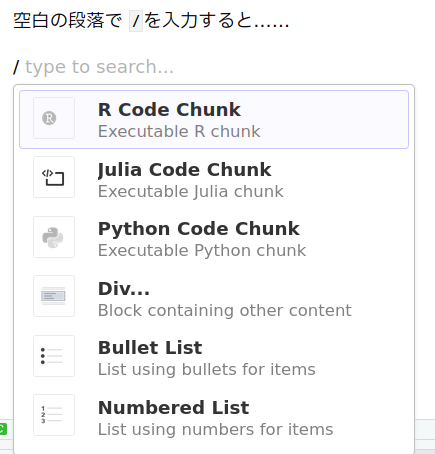 空白の段落で /を入力すると……
/ type to search...
R Code Chunk
Executable R chunk
Julia Code Chunk
Executable Julia chunk
Python Code Chunk
Executable Python chunk
Div...
Block containing other content
Bullet List
List using bullets for items
Numbered List
List using numbers for items